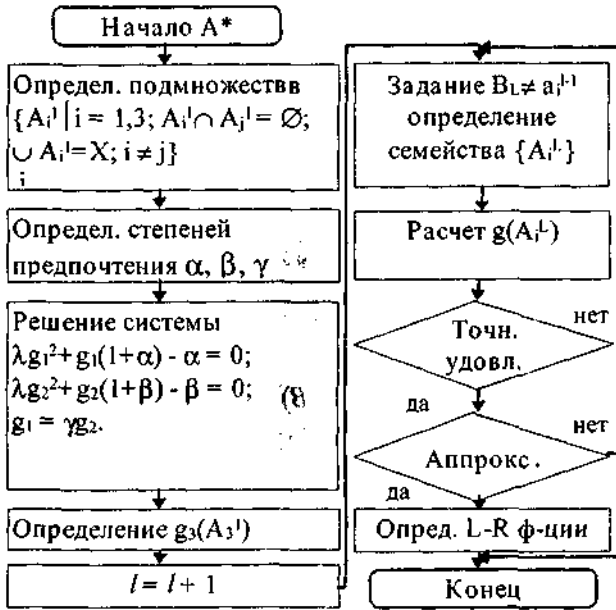 Начало A*
Определ. подмножествв
{Aᵢˡ | i = 1,3; Aᵢˡ ∩ Aⱼˡ = ∅;
∪ Aᵢˡ = X; i ≠ j}
i
Определ. степеней
предпочтения α, β, γ
Решение системы
λg₁²+g₁(1+α) - α = 0;
λg₂²+g₂(1+β) - β = 0;
g₁ = γg₂.
(8)
Определение g₃(A₃ˡ)
l = l + 1
Задание B_L ≠ aᵢˡ⁻¹
определение
семейства {Aᵢᴸ}
Расчет g(Aᵢᴸ)
Точн.
удовл.
нет
да
Аппрокс.
нет
да
Опред. L-R ф-ции
Конец